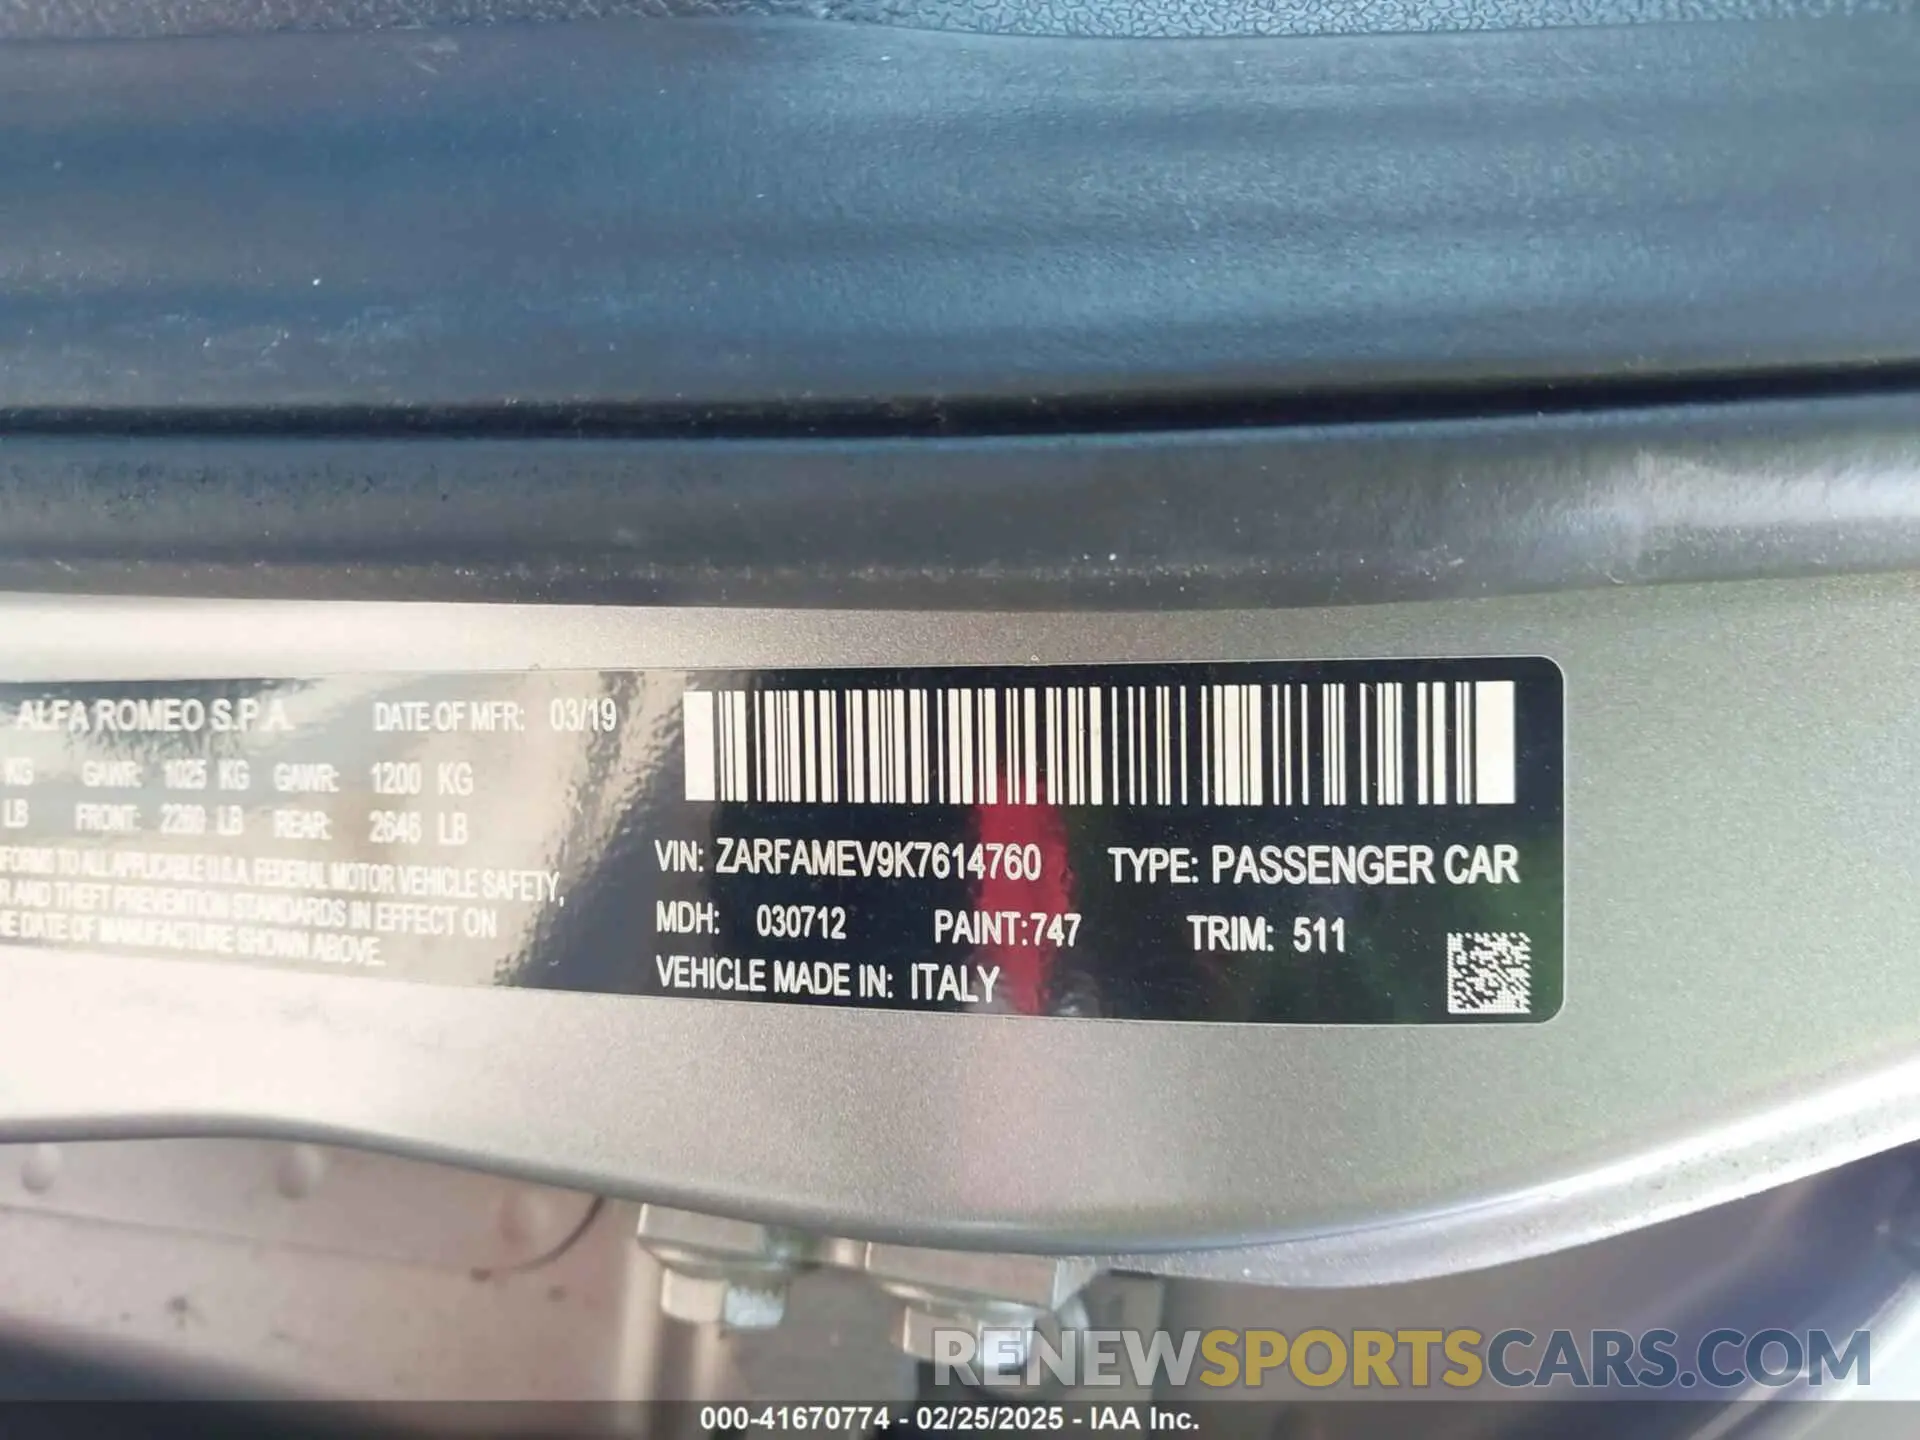 ALFA ROMEO S.P.A. DATE OF MFR: 03/19
KG GAWR: 1025 KG GAWR: 1200 KG
LB FRONT: 2260 LB REAR: 2646 LB
FORMS TO ALL APPLICABLE U.S.A. FEDERAL MOTOR VEHICLE SAFETY,
R AND THEFT PREVENTION STANDARDS IN EFFECT ON
HE DATE OF MANUFACTURE SHOWN ABOVE.
VIN: ZARFAMEV9K7614760 TYPE: PASSENGER CAR
MDH: 030712 PAINT:747 TRIM: 511
VEHICLE MADE IN: ITALY
RENEWSPORTSCARS.COM
000-41670774 - 02/25/2025 - IAA Inc.